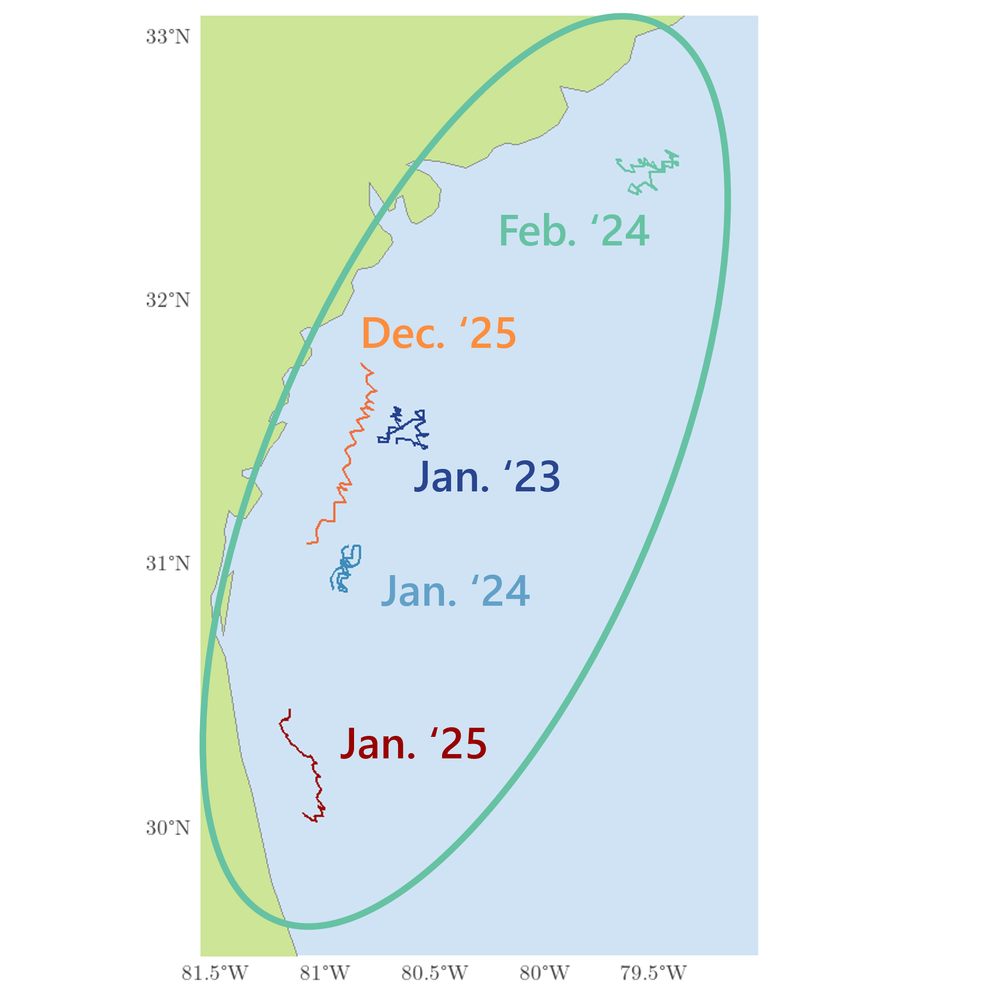 33°N
Feb. ‘24
32°N
Dec. ‘25
Jan. ‘23
31°N
Jan. ‘24
Jan. ‘25
30°N
81.5°W 81°W 80.5°W 80°W 79.5°W